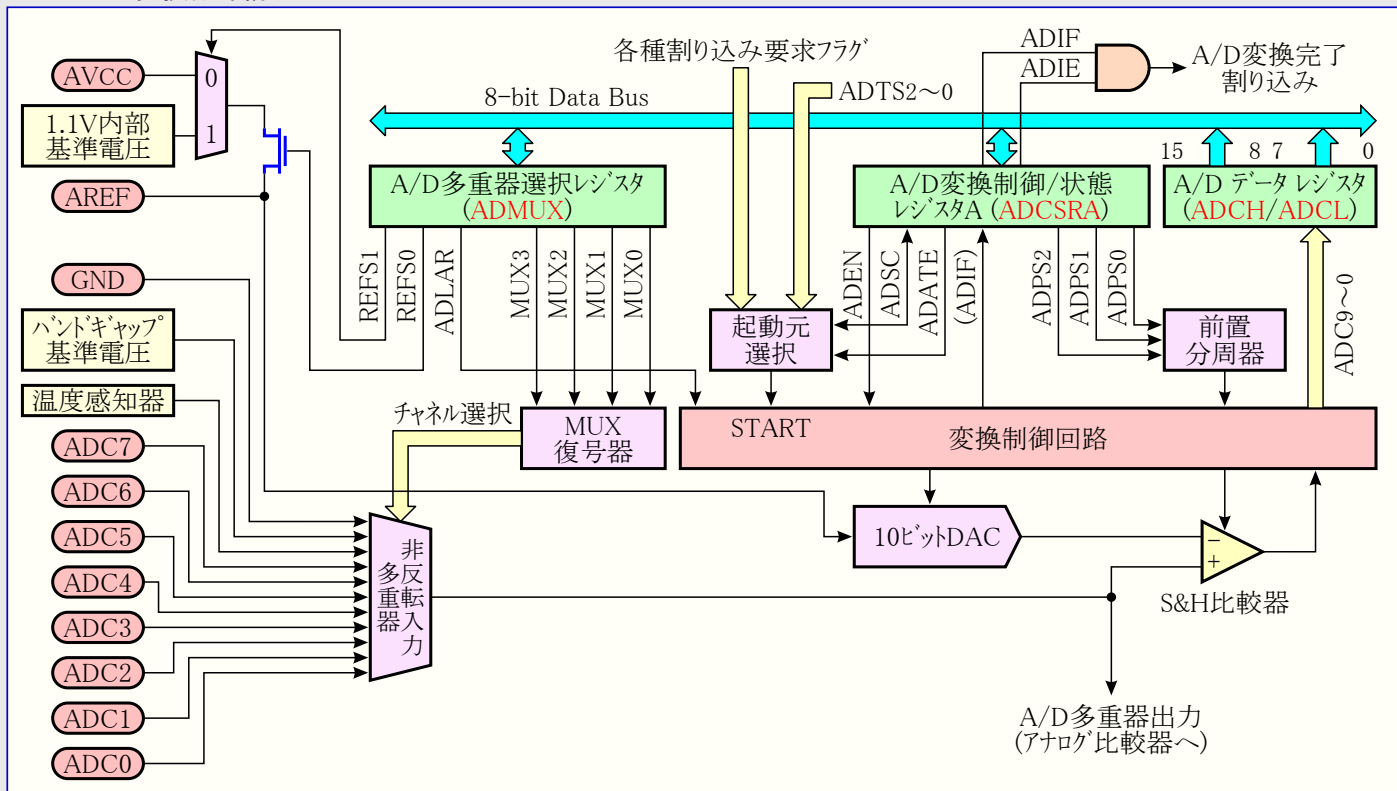 各種割り込み要求フラグ
ADIF
ADIE
A/D変換完了
割り込み
AVCC
0
1
8-bit Data Bus
ADTS2～0
1.1V内部
基準電圧
15
8
7
0
AREF
A/D多重器選択レジスタ
(ADMUX)
A/D変換制御/状態
レジスタA (ADCSRA)
A/D データ レジスタ
(ADCH/ADCL)
REFS1
REFS0
ADLAR
MUX3
MUX2
MUX1
MUX0
ADEN
ADSC
ADATE
(ADIF)
ADPS2
ADPS1
ADPS0
ADC9～0
GND
バンドギャップ
基準電圧
起動元
選択
前置
分周器
温度感知器
チャネル選択
MUX
復号器
START
変換制御回路
ADC7
ADC6
ADC5
ADC4
ADC3
ADC2
ADC1
ADC0
非反転入力
多重器
10ビットDAC
−
+
S&H比較器
A/D多重器出力
(アナログ比較器へ)